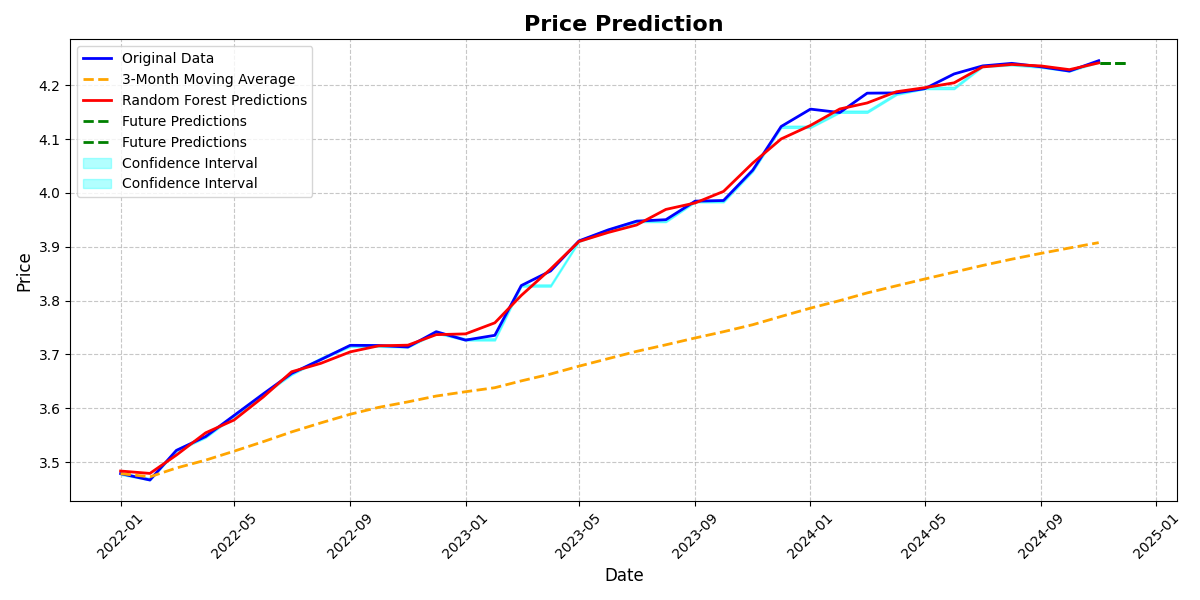 Price Prediction
Original Data
3-Month Moving Average
Random Forest Predictions
Future Predictions
Future Predictions
Confidence Interval
Confidence Interval
Price
4.2
4.1
4.0
3.9
3.8
3.7
3.6
3.5
2022-01
2022-05
2022-09
2023-01
2023-05
2023-09
2024-01
2024-05
2024-09
2025-01
Date